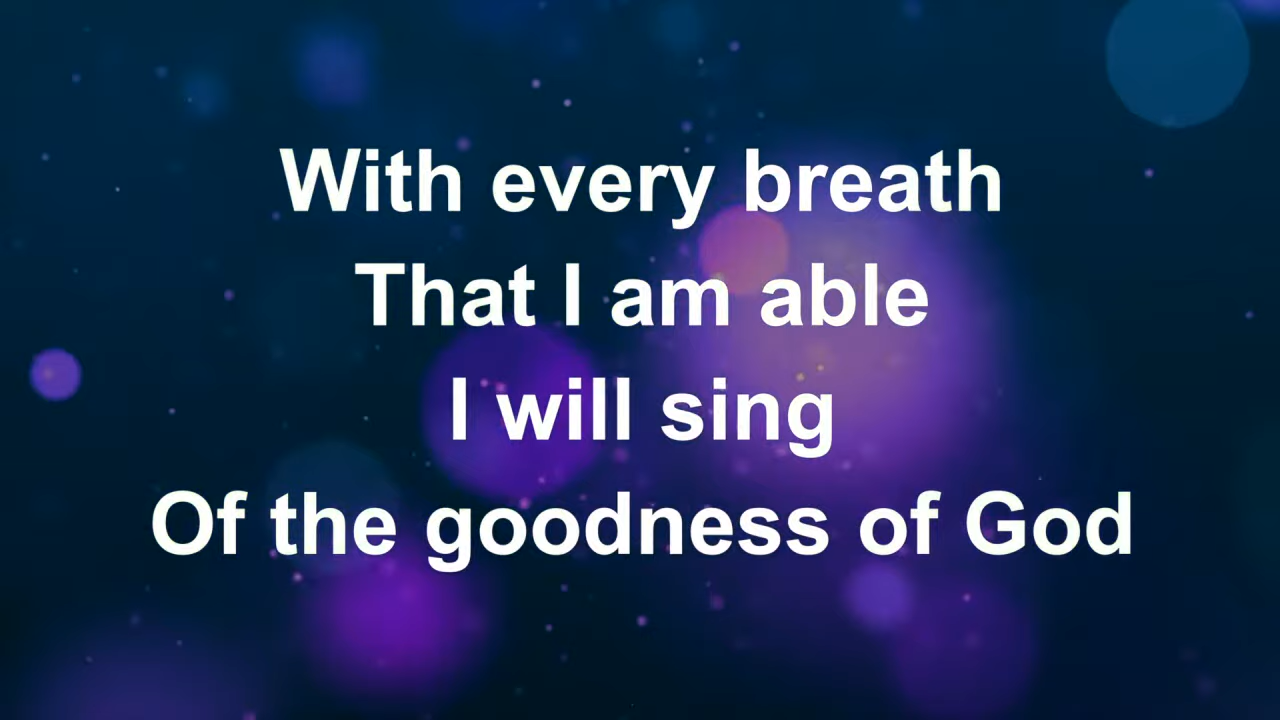 With every breath
That I am able
I will sing
Of the goodness of God